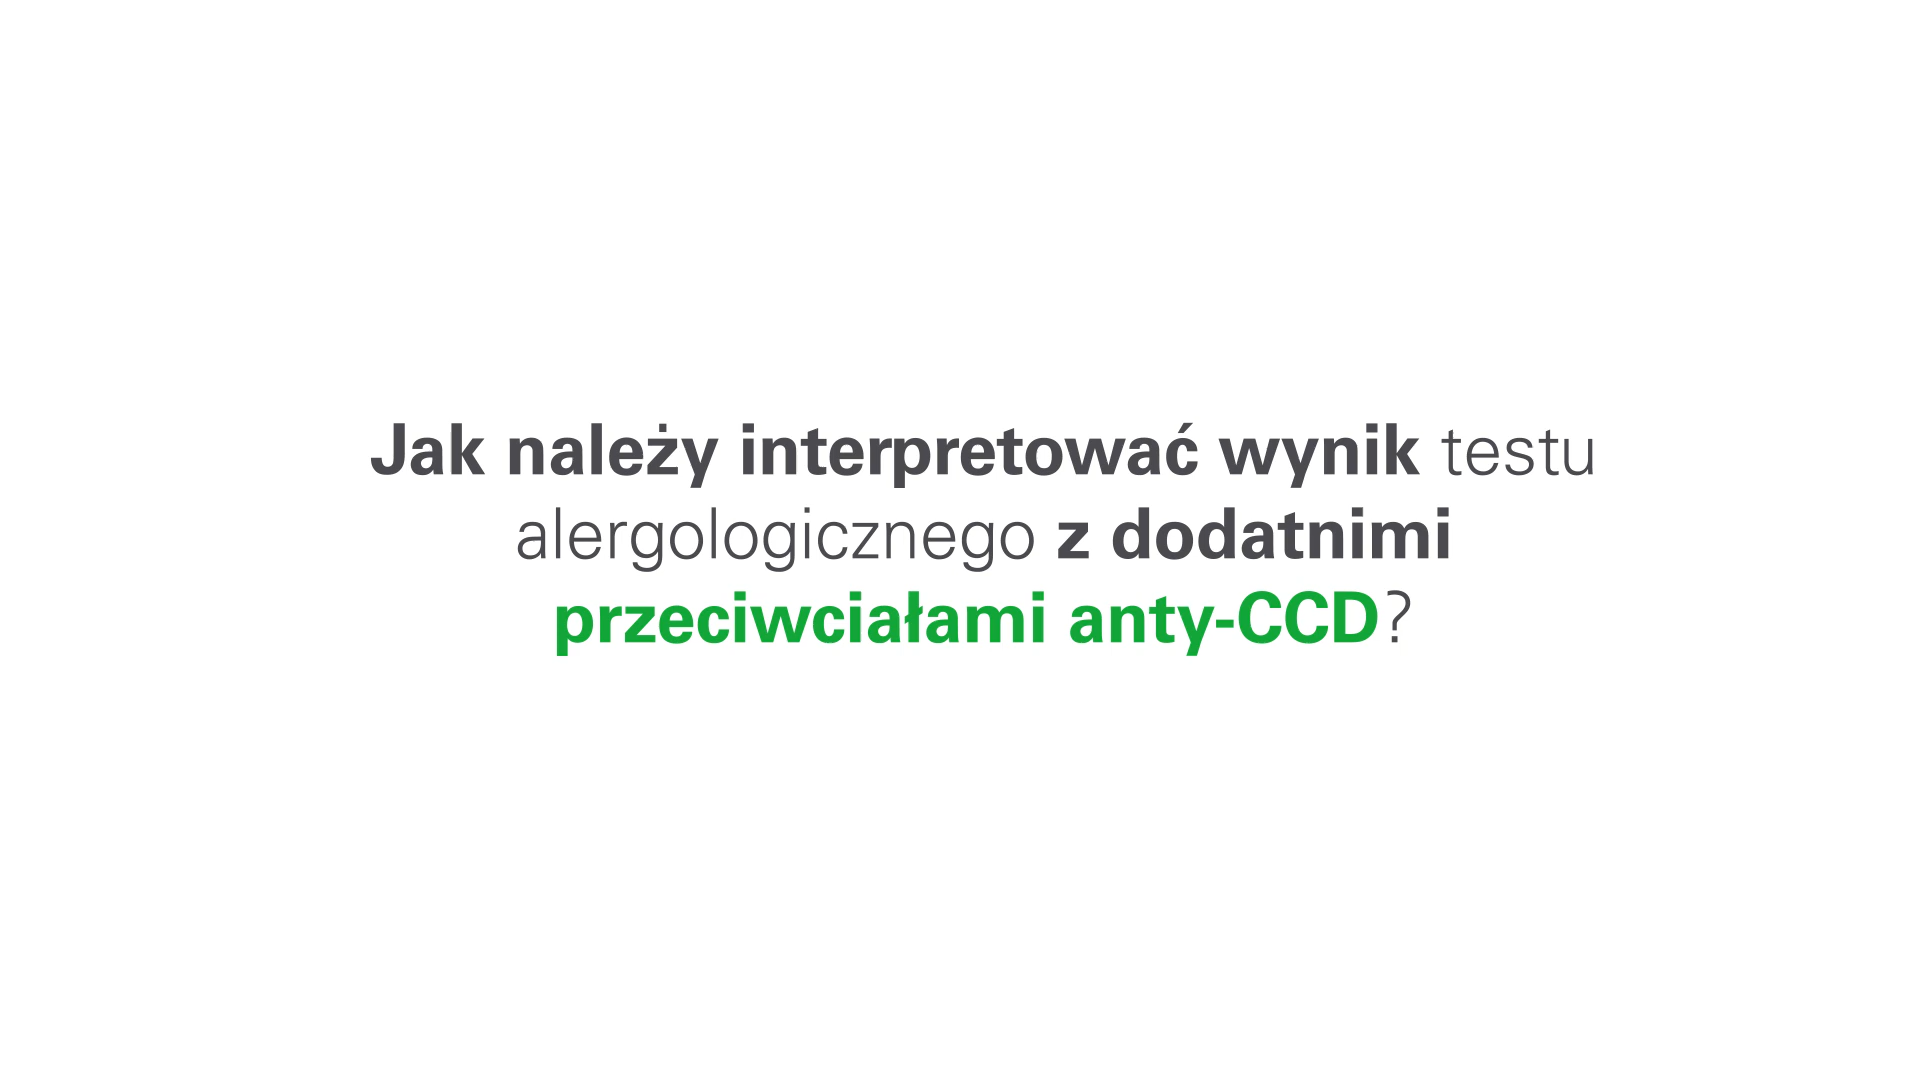 Jak należy interpretować wynik testu
alergologicznego z dodatnimi
przeciwciałami anty-CCD?